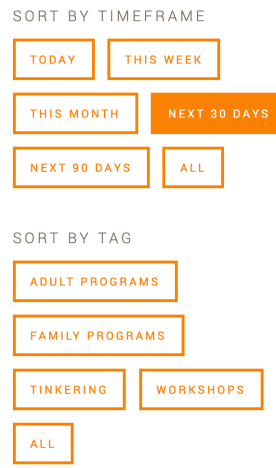 SORT BY TIMEFRAME
TODAY THIS WEEK
THIS MONTH NEXT 30 DAYS
NEXT 90 DAYS ALL
SORT BY TAG
ADULT PROGRAMS
FAMILY PROGRAMS
TINKERING WORKSHOPS
ALL